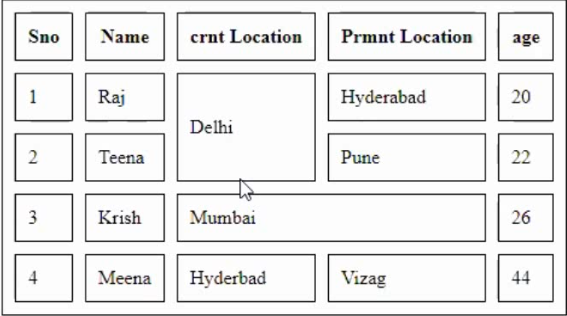 Sno Name crnt Location Prmnt Location age
1 Raj Delhi Hyderabad 20
2 Teena Pune 22
3 Krish Mumbai 26
4 Meena Hyderbad Vizag 44